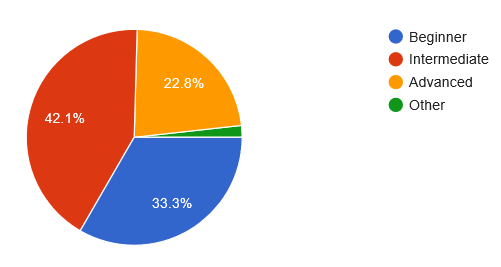 Beginner
Intermediate
Advanced
Other
22.8%
42.1%
33.3%